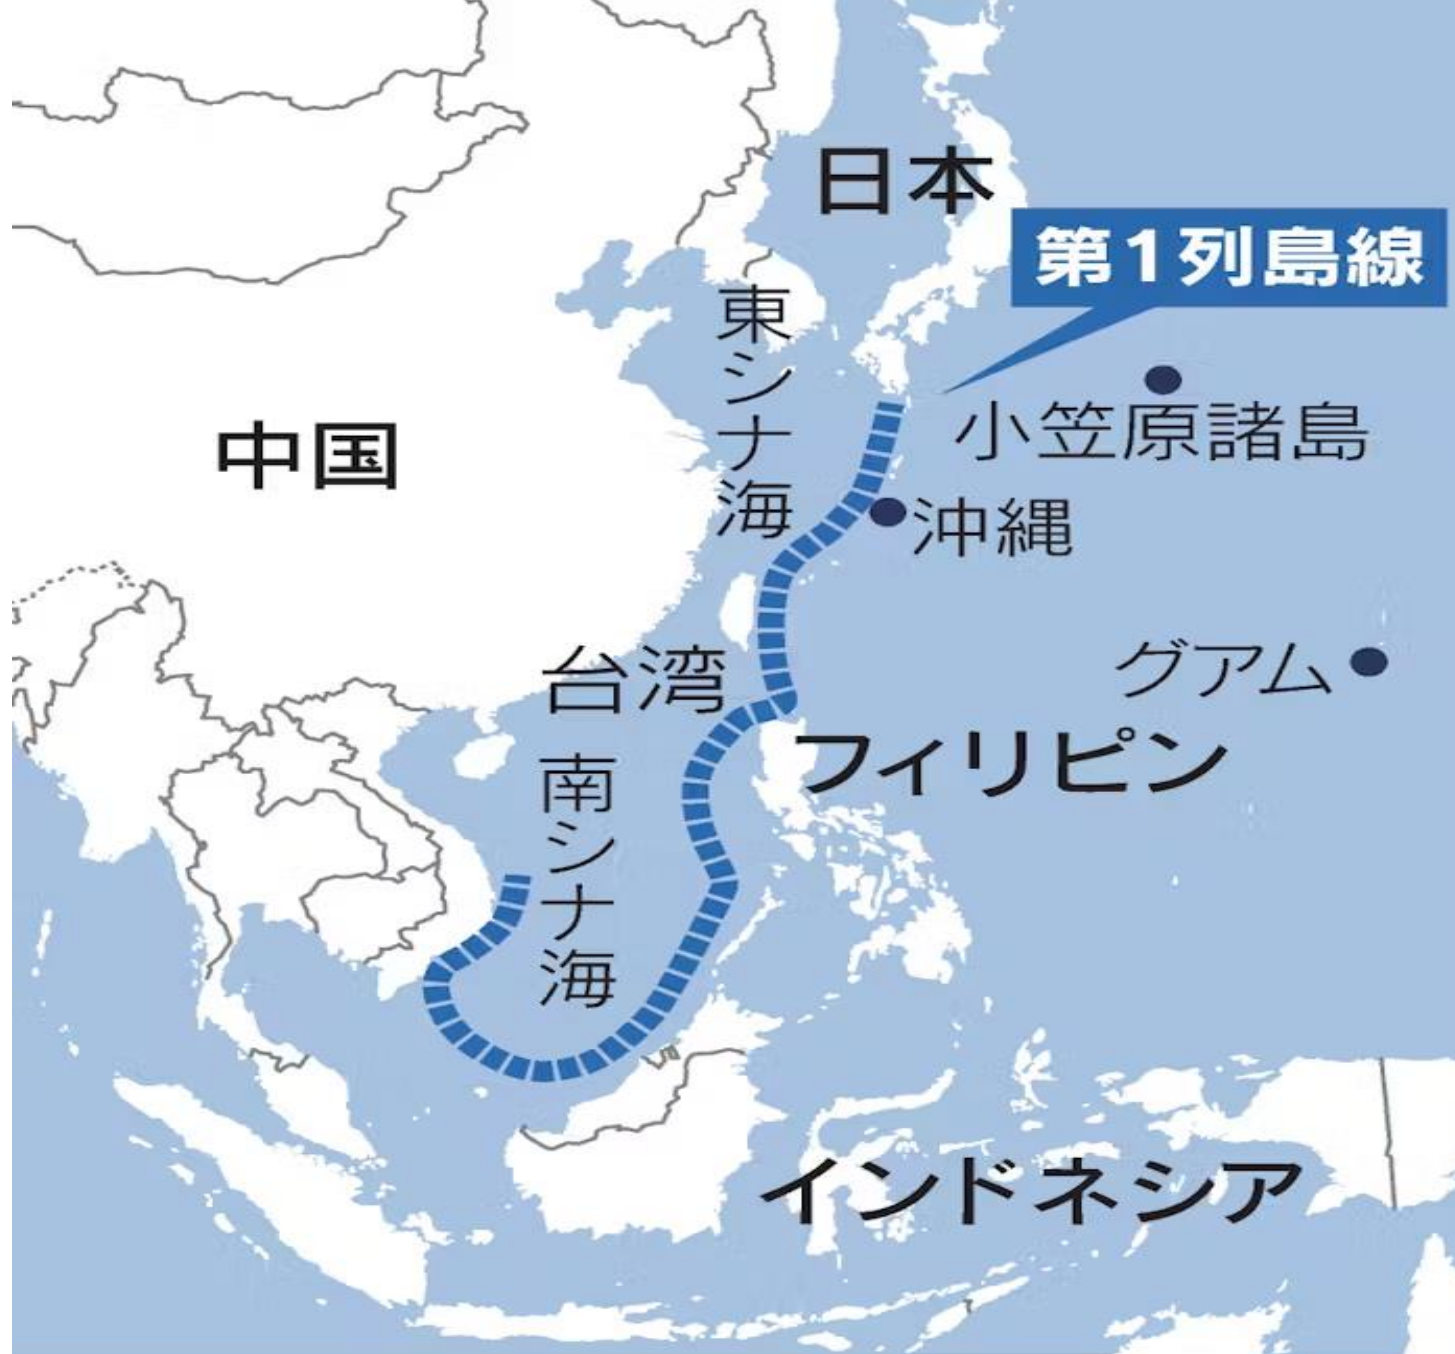 日本
第1列島線
東シナ海
中国
小笠原諸島
沖縄
台湾
グアム
フィリピン
南シナ海
インドネシア